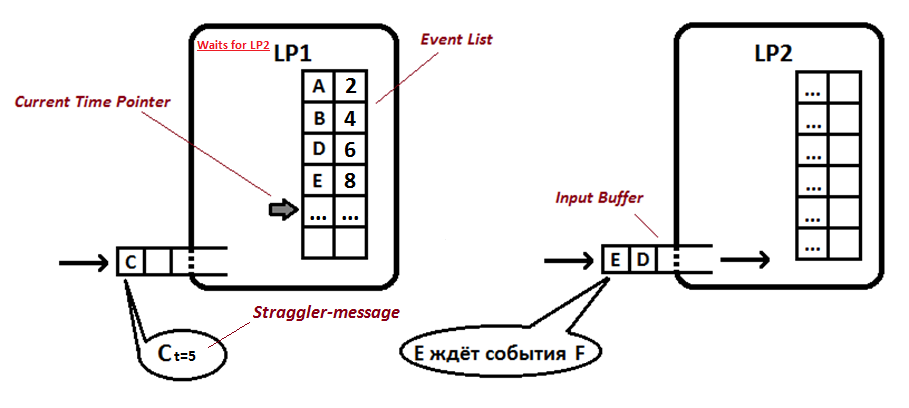 Waits for LP2
LP1
Event List
LP2
Current Time Pointer
A 2
B 4
D 6
E 8
... ...
...
...
...
...
...
...
Input Buffer
C
E D
Straggler-message
C t=5
E ждёт события F